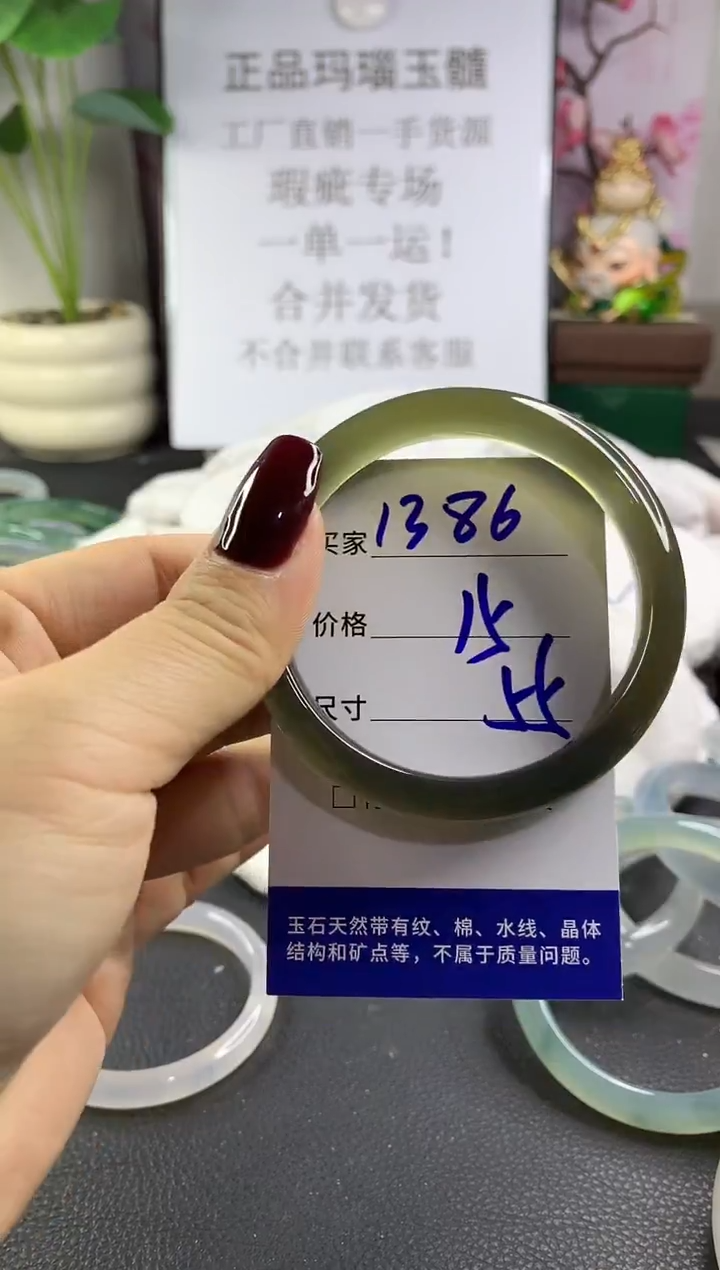 正品玛瑙玉髓
工厂直销一手货源
瑕疵专场
一单一运！
合并发货
不合并联系客服
买家 1386
价格 15
尺寸 55
玉石天然带有纹、棉、水线、晶体
结构和矿点等，不属于质量问题。